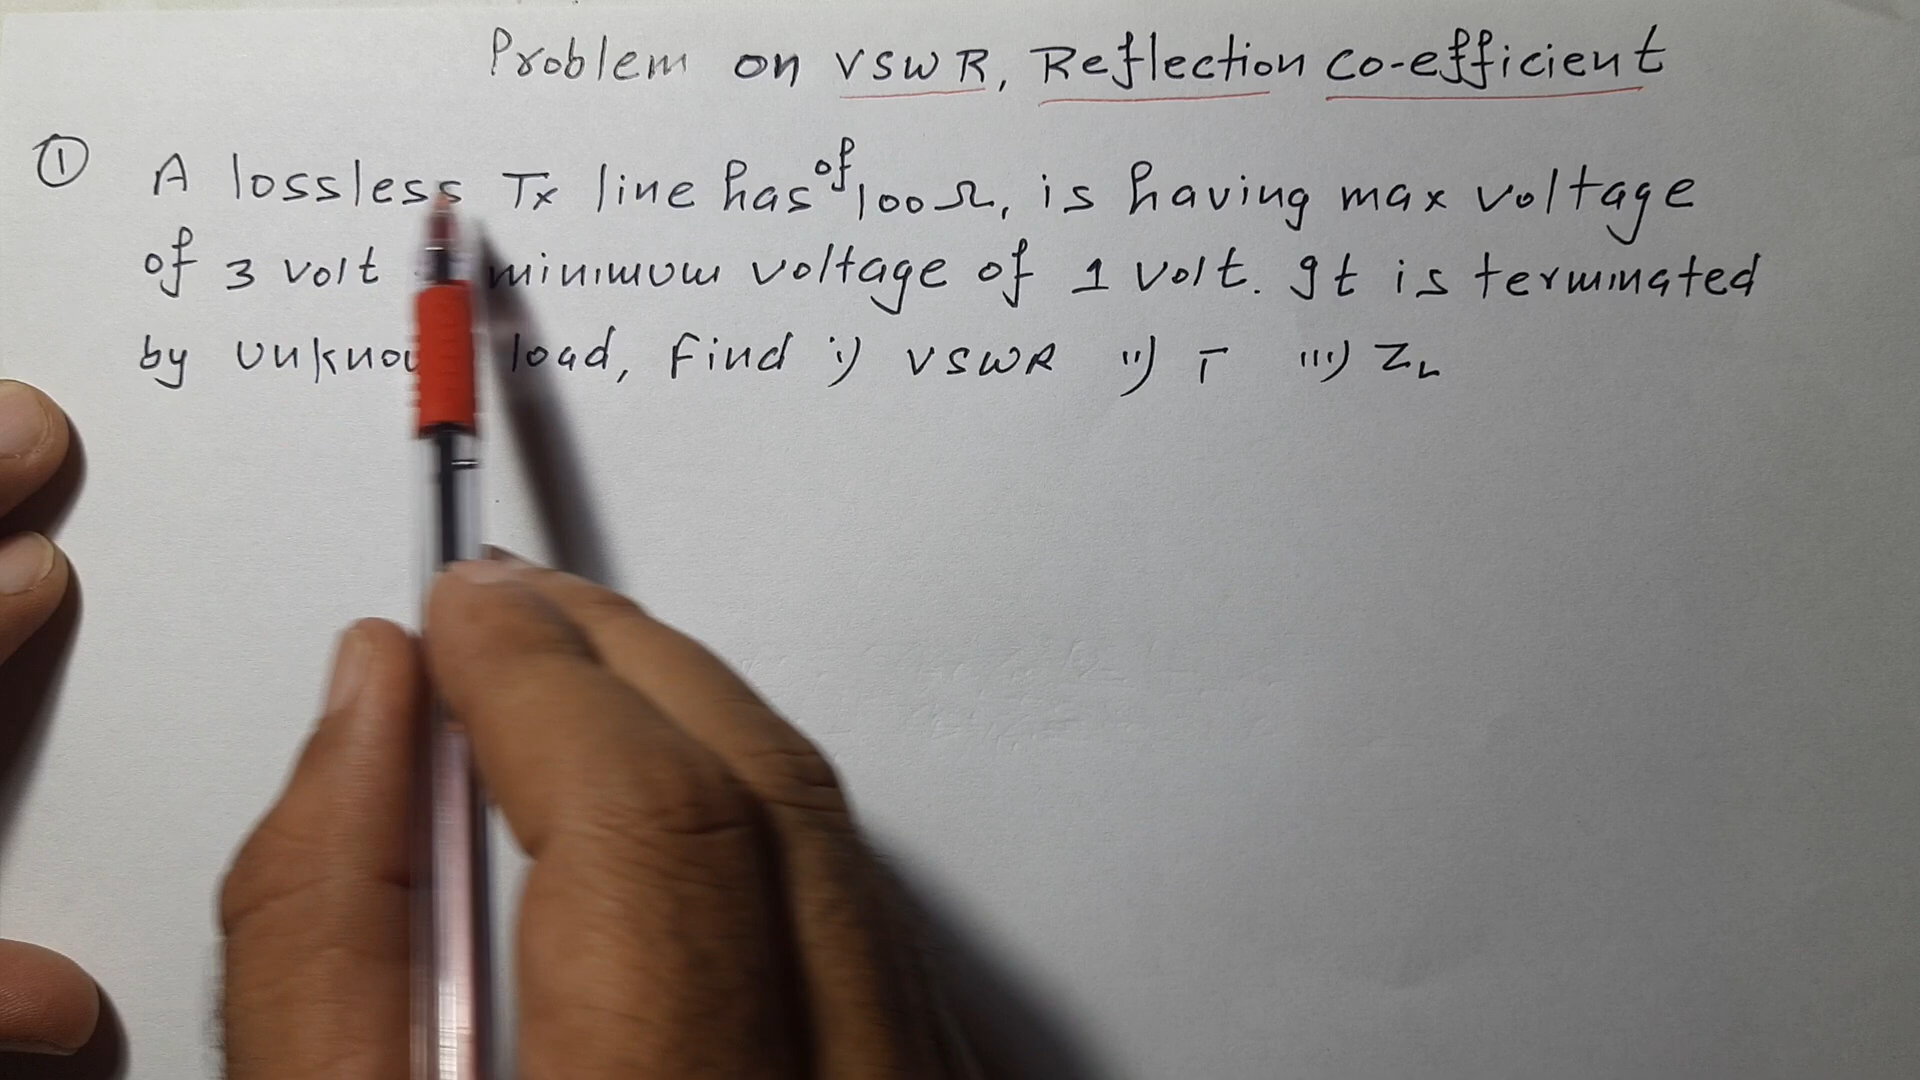 Problem on VSWR, Reflection co-efficient
① A lossless Tx line has of 100Ω, is having max voltage
of 3 volt minimum voltage of 1 volt. It is terminated
by load, Find i) VSWR ii) Γ iii) ZL